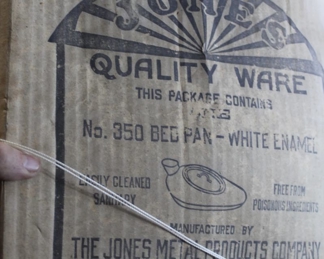 JONES
QUALITY WARE
THIS PACKAGE CONTAINS
No. 350 BED PAN - WHITE ENAMEL
EASILY CLEANED
SANITARY
FREE FROM
POISONOUS INGREDIENTS
MANUFACTURED BY
THE JONES METAL PRODUCTS COMPANY